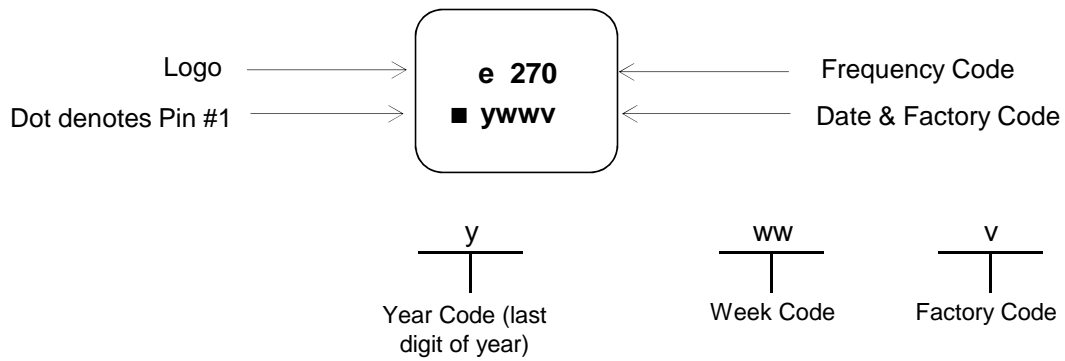 Logo
Dot denotes Pin #1
e 270
■ ywwv
Frequency Code
Date & Factory Code
y
Year Code (last
digit of year)
ww
Week Code
v
Factory Code